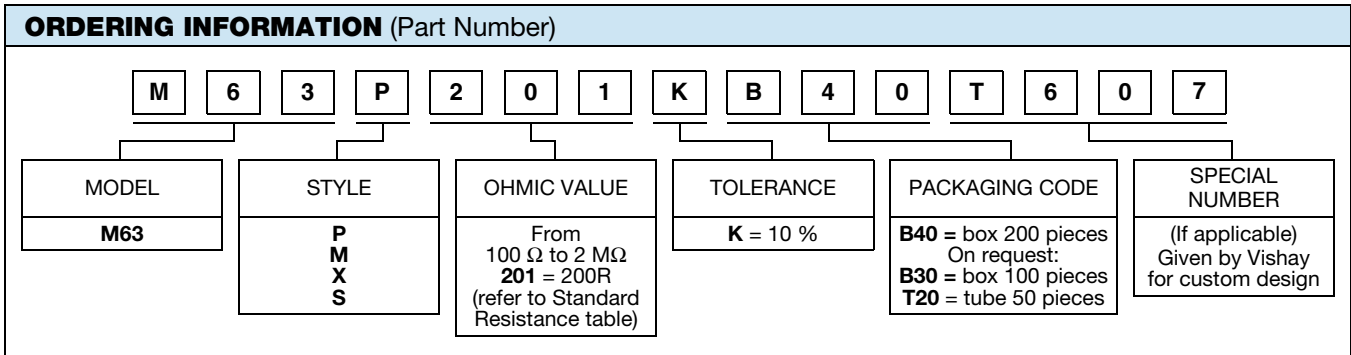 ORDERING INFORMATION (Part Number)
M 6 3 P 2 0 1 K B 4 0 T 6 0 7
MODEL
M63
STYLE
P
M
X
S
OHMIC VALUE
From
100 Ω to 2 MΩ
201 = 200R
(refer to Standard
Resistance table)
TOLERANCE
K = 10 %
PACKAGING CODE
B40 = box 200 pieces
On request:
B30 = box 100 pieces
T20 = tube 50 pieces
SPECIAL
NUMBER
(If applicable)
Given by Vishay
for custom design